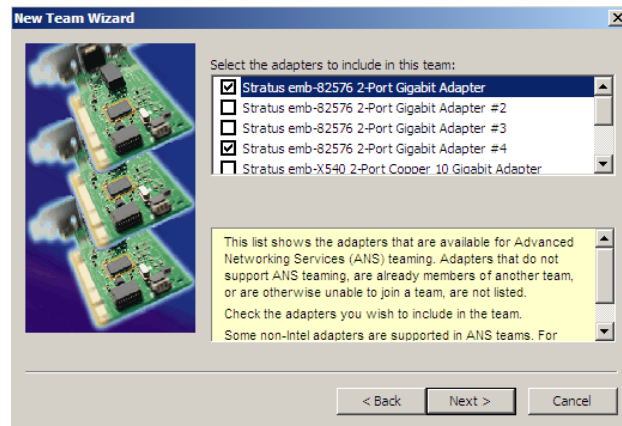 New Team Wizard
Select the adapters to include in this team:
Stratus emb-82576 2-Port Gigabit Adapter
Stratus emb-82576 2-Port Gigabit Adapter #2
Stratus emb-82576 2-Port Gigabit Adapter #3
Stratus emb-82576 2-Port Gigabit Adapter #4
Stratus emb-X540 2-Port Copper 10 Gigabit Adapter
This list shows the adapters that are available for Advanced
Networking Services (ANS) teaming. Adapters that do not
support ANS teaming, are already members of another team,
or are otherwise unable to join a team, are not listed.
Check the adapters you wish to include in the team.
Some non-Intel adapters are supported in ANS teams. For
< Back
Next >
Cancel